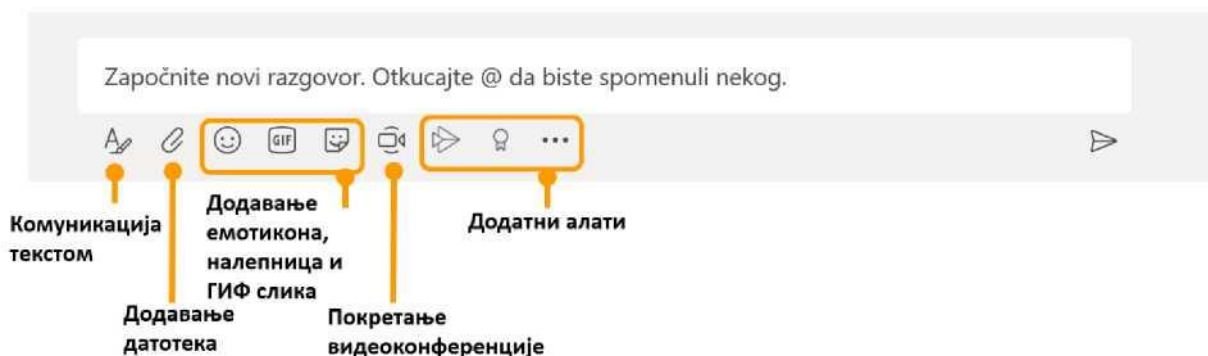 Započnite novi razgovor. Otkucajte @ da biste spomenuli nekog.
GIF
Комуникација
текстом
Додавање
датотека
Додавање
емотикона,
налепница и
ГИФ слика
Покретање
видеоконференције
Додатни алати